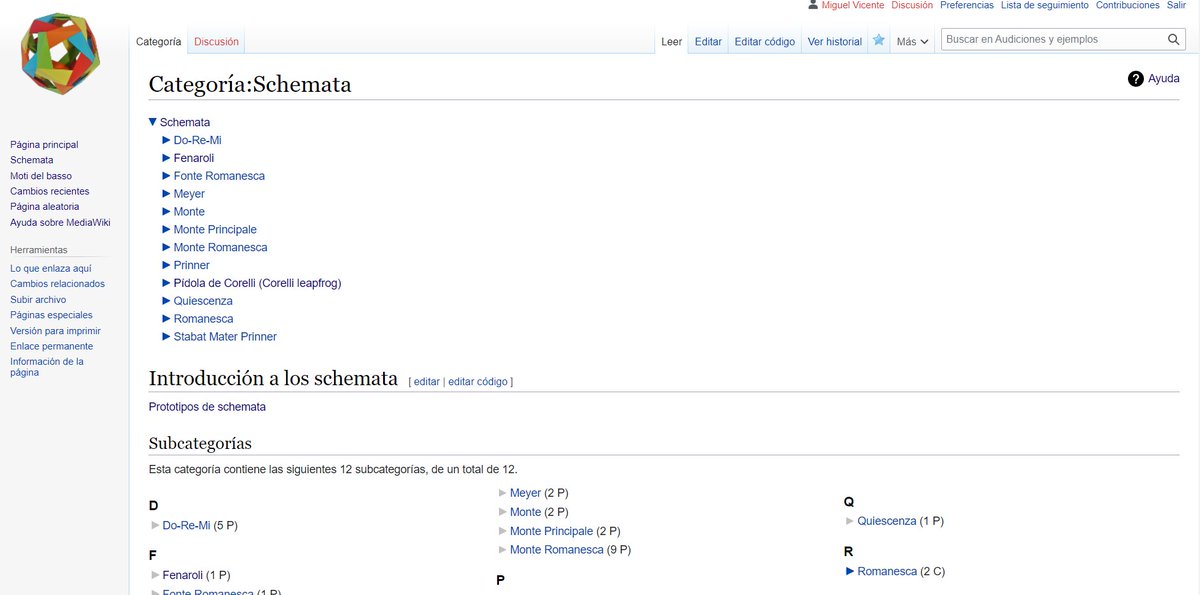 Miguel Vicente Discusión Preferencias Lista de seguimiento Contribuciones Salir
Categoría Discusión Leer Editar Editar código Ver historial Más Buscar en Audiciones y ejemplos
Categoría:Schemata
? Ayuda
Página principal
Schemata
Moti del basso
Cambios recientes
Página aleatoria
Ayuda sobre MediaWiki
Herramientas
Lo que enlaza aquí
Cambios relacionados
Subir archivo
Páginas especiales
Versión para imprimir
Enlace permanente
Información de la
página
Schemata
Do-Re-Mi
Fenaroli
Fonte Romanesca
Meyer
Monte
Monte Principale
Monte Romanesca
Prinner
Pídola de Corelli (Corelli leapfrog)
Quiescenza
Romanesca
Stabat Mater Prinner
Introducción a los schemata [ editar | editar código ]
Prototipos de schemata
Subcategorías
Esta categoría contiene las siguientes 12 subcategorías, de un total de 12.
D
Do-Re-Mi (5 P)
F
Fenaroli (1 P)
Fonte Romanesca (1 P)
Meyer (2 P)
Monte (2 P)
Monte Principale (2 P)
Monte Romanesca (9 P)
P
Q
Quiescenza (1 P)
R
Romanesca (2 C)